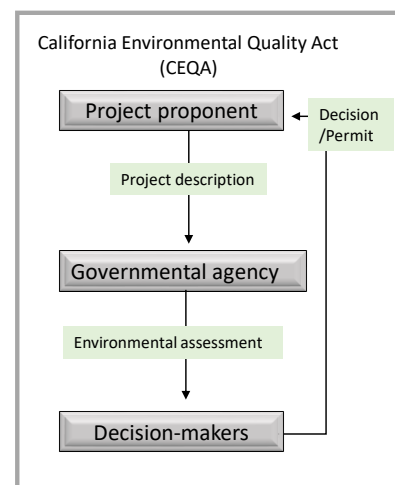 California Environmental Quality Act
(CEQA)
Project proponent
Decision
/Permit
Project description
Governmental agency
Environmental assessment
Decision-makers